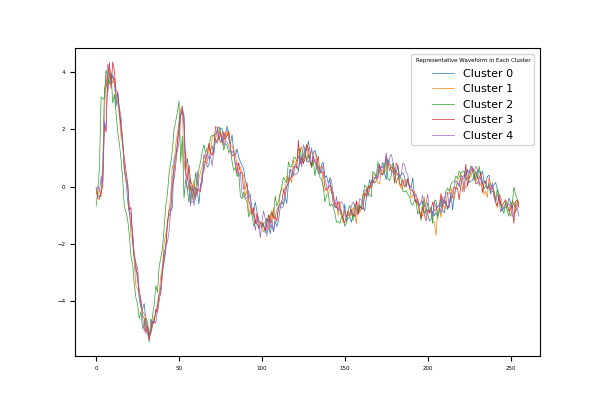 Representative Waveform in Each Cluster
Cluster 0
Cluster 1
Cluster 2
Cluster 3
Cluster 4
4
2
0
−2
−4
0 50 100 150 200 250